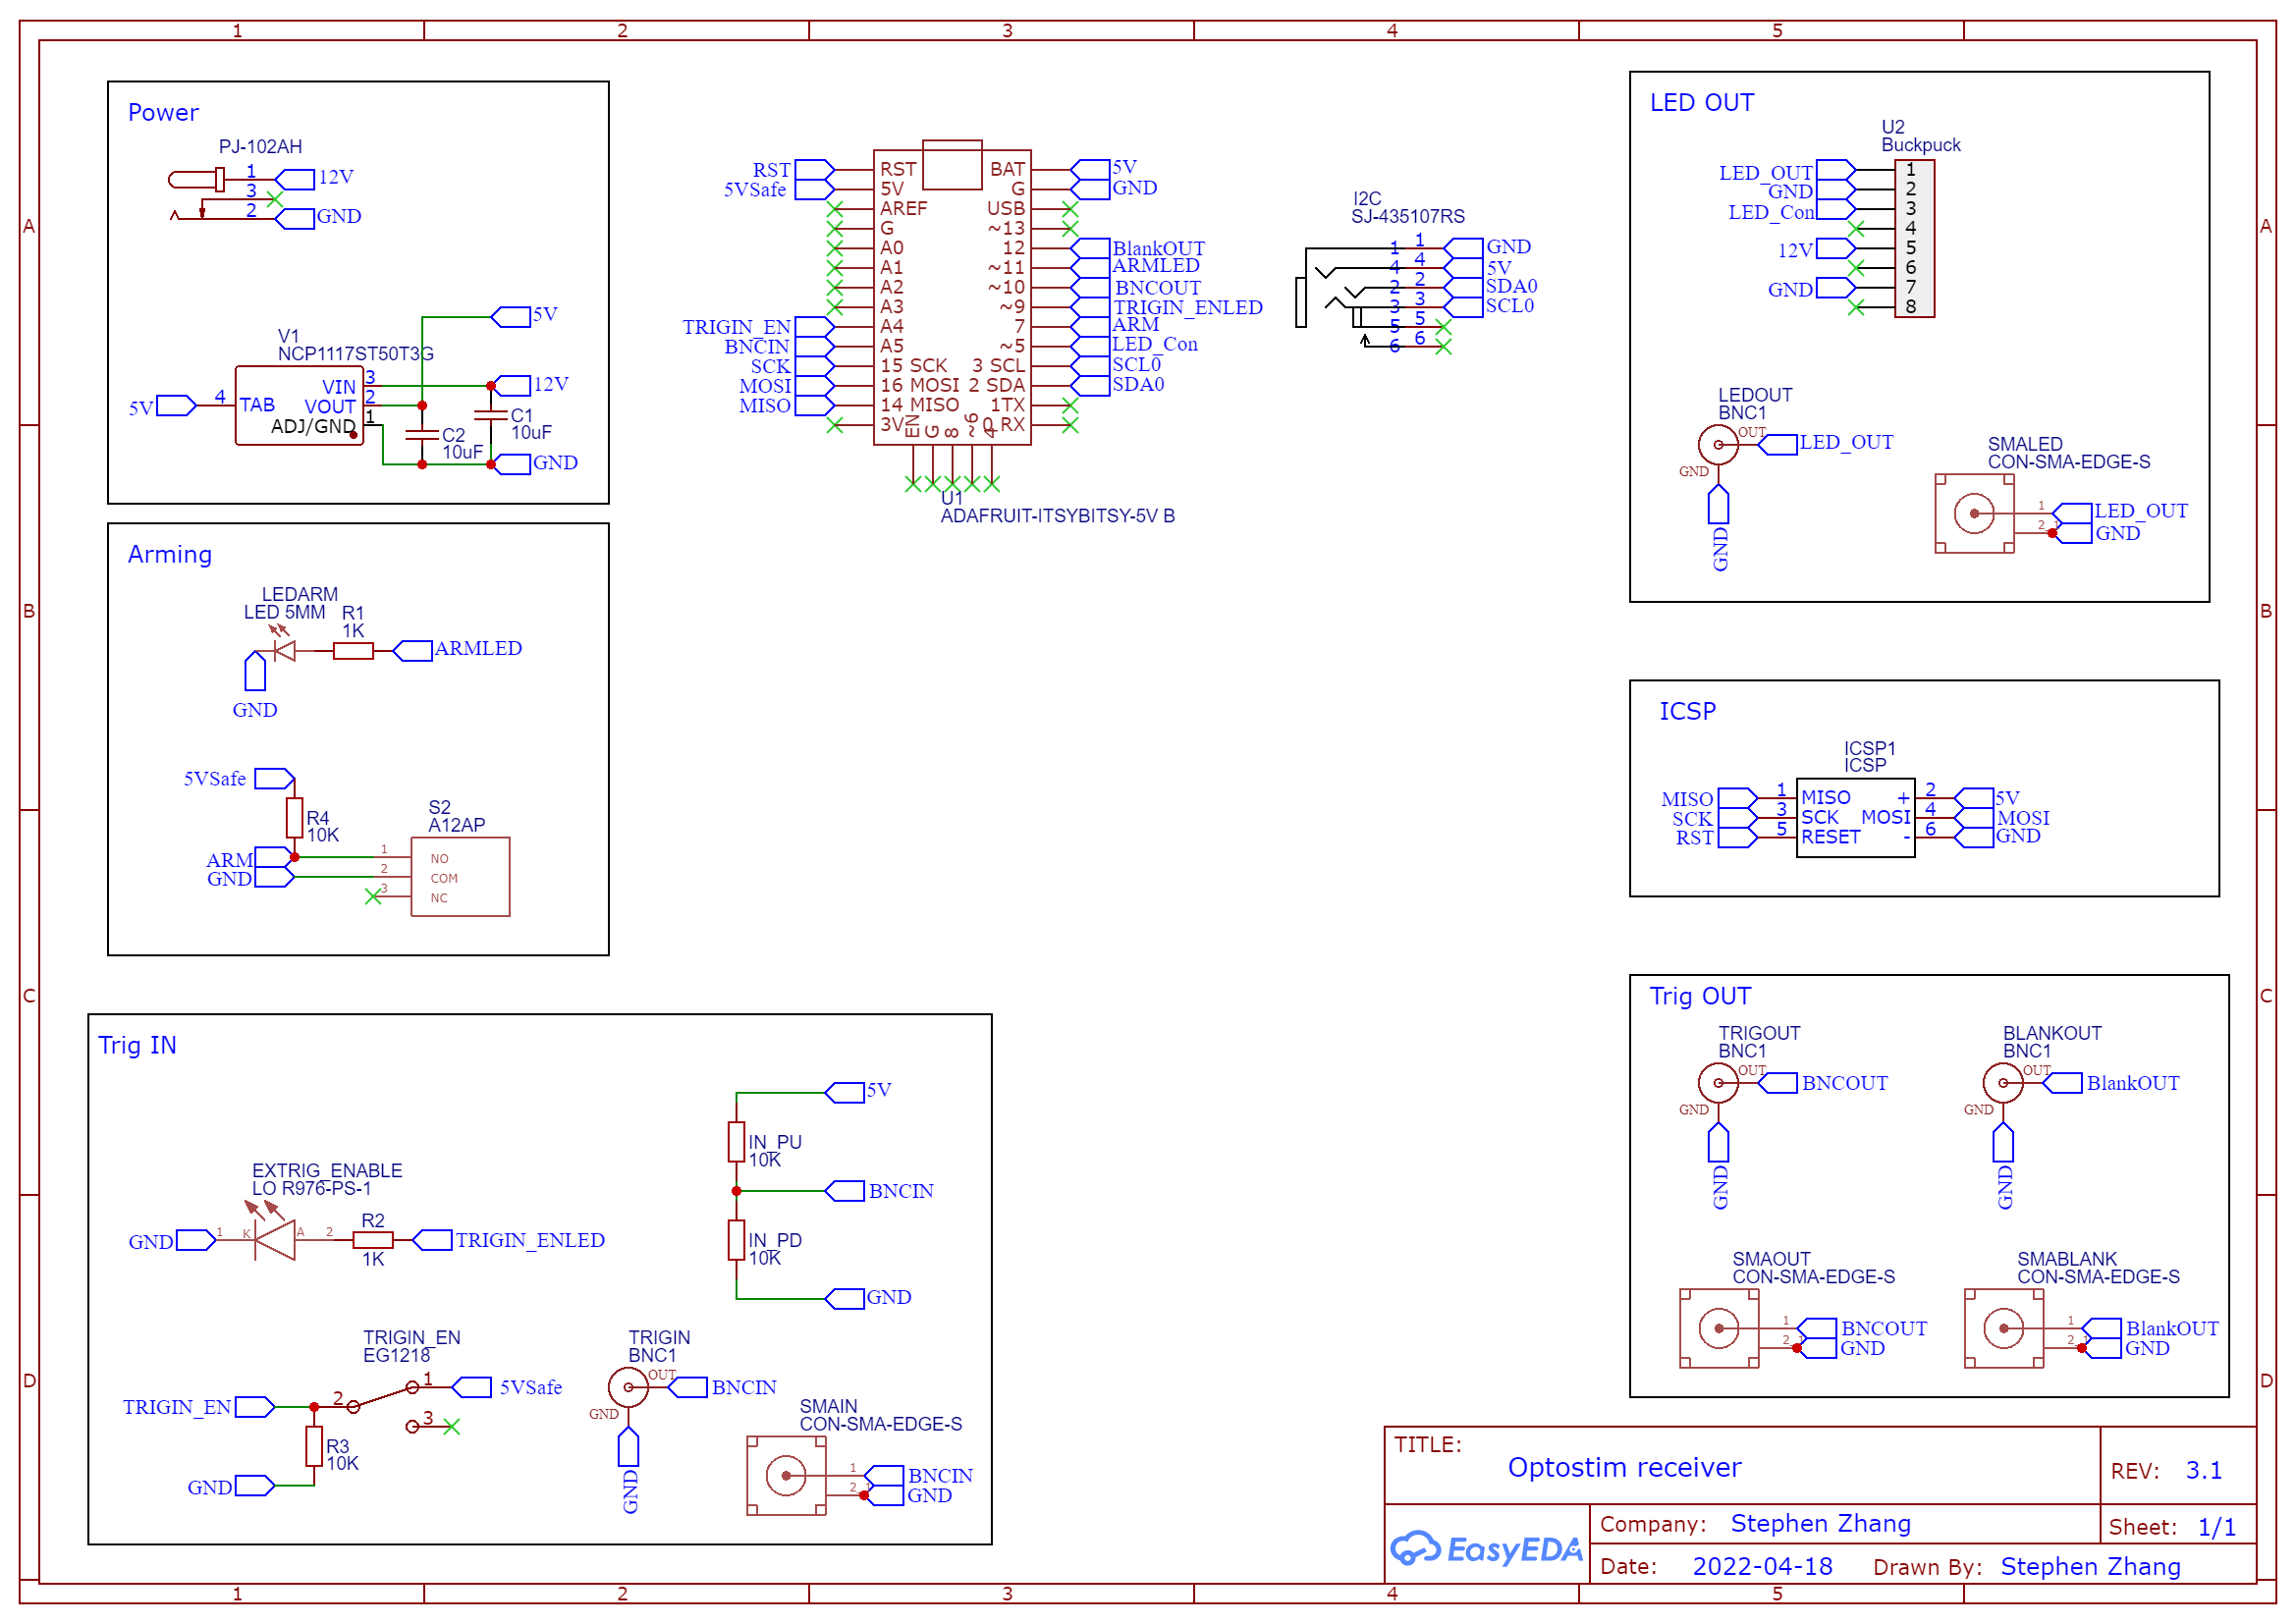 1 2 3 4 5
A
B
C
D
A
B
C
D
1 2 3 4 5
Power
PJ-102AH
1 12V
3
2 GND
5V
V1
NCP1117ST50T3G
VIN 3 12V
5V 4 TAB VOUT 2
ADJ/GND 1
C1
10uF
C2
10uF
GND
Arming
LEDARM
LED 5MM
R1
1K
ARMLED
GND
5VSafe
R4
10K
S2
A12AP
ARM 1 NO
GND 2 COM
3 NC
Trig IN
5V
IN_PU
10K
BNCIN
IN_PD
10K
GND
EXTRIG_ENABLE
LO R976-PS-1
GND 1 K A 2
R2
1K
TRIGIN_ENLED
TRIGIN_EN
EG1218
1 5VSafe
TRIGIN_EN 2
3
R3
10K
GND
TRIGIN
BNC1
OUT
BNCIN
GND
GND
SMAIN
CON-SMA-EDGE-S
1 BNCIN
2 GND
RST RST BAT 5V
5VSafe 5V G GND
AREF USB
G ~13
A0 12 BlankOUT
A1 ~11 ARMLED
A2 ~10 BNCOUT
A3 ~9 TRIGIN_ENLED
TRIGIN_EN A4 7 ARM
BNCIN A5 ~5 LED_Con
SCK 15 SCK 3 SCL SCL0
MOSI 16 MOSI 2 SDA SDA0
MISO 14 MISO 1TX
3V 0 RX
EN G 8 ~6 4
U1
ADAFRUIT-ITSYBITSY-5V B
I2C
SJ-435107RS
1 1 GND
4 4 5V
2 2 SDA0
3 3 SCL0
5 5
6 6
LED OUT
U2
Buckpuck
LED_OUT 1
GND 2
LED_Con 3
4
12V 5
6
GND 7
8
LEDOUT
BNC1
OUT
LED_OUT
GND
GND
SMALED
CON-SMA-EDGE-S
1 LED_OUT
2 GND
ICSP
ICSP1
ICSP
MISO 1 MISO + 2 5V
SCK 3 SCK MOSI 4 MOSI
RST 5 RESET - 6 GND
Trig OUT
TRIGOUT
BNC1
OUT
BNCOUT
GND
GND
BLANKOUT
BNC1
OUT
BlankOUT
GND
GND
SMAOUT
CON-SMA-EDGE-S
1 BNCOUT
2 GND
SMABLANK
CON-SMA-EDGE-S
1 BlankOUT
2 GND
TITLE:
Optostim receiver
REV: 3.1
EasyEDA
Company: Stephen Zhang
Sheet: 1/1
Date: 2022-04-18 Drawn By: Stephen Zhang